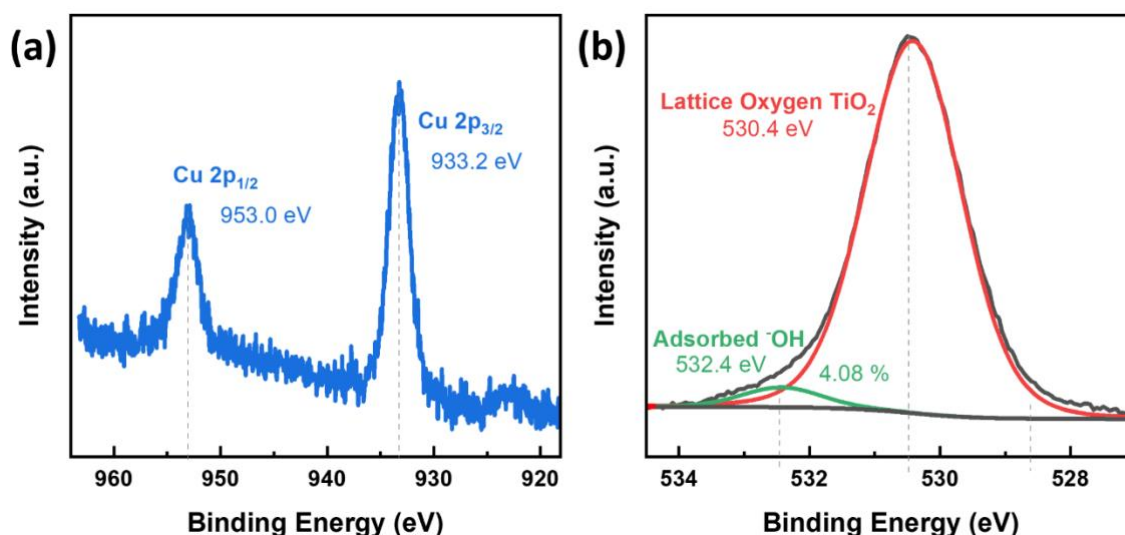 (a)
Intensity (a.u.)
Cu 2p1/2
953.0 eV
Cu 2p3/2
933.2 eV
960 950 940 930 920
Binding Energy (eV)
(b)
Intensity (a.u.)
Lattice Oxygen TiO2
530.4 eV
Adsorbed -OH
532.4 eV
4.08 %
534 532 530 528
Binding Energy (eV)